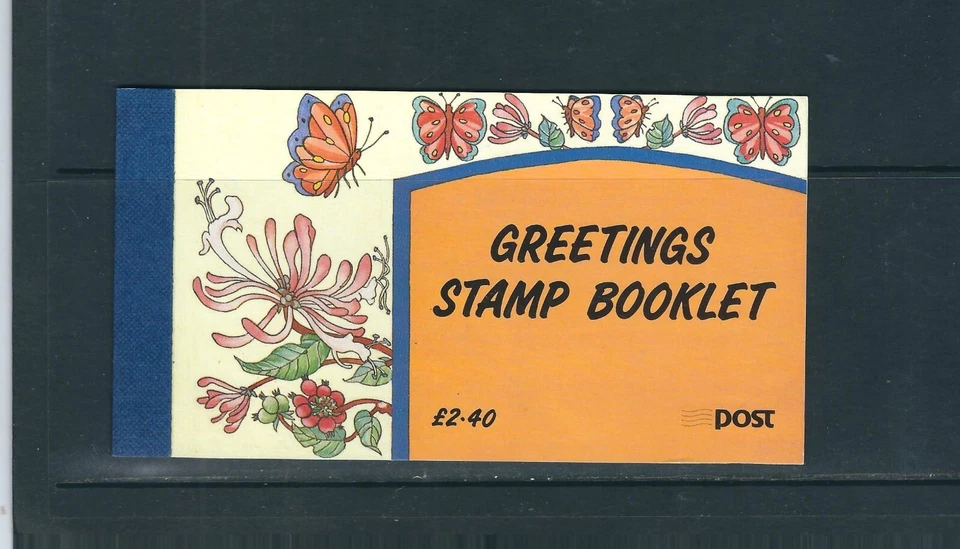 GREETINGS
STAMP BOOKLET
£2·40
POST